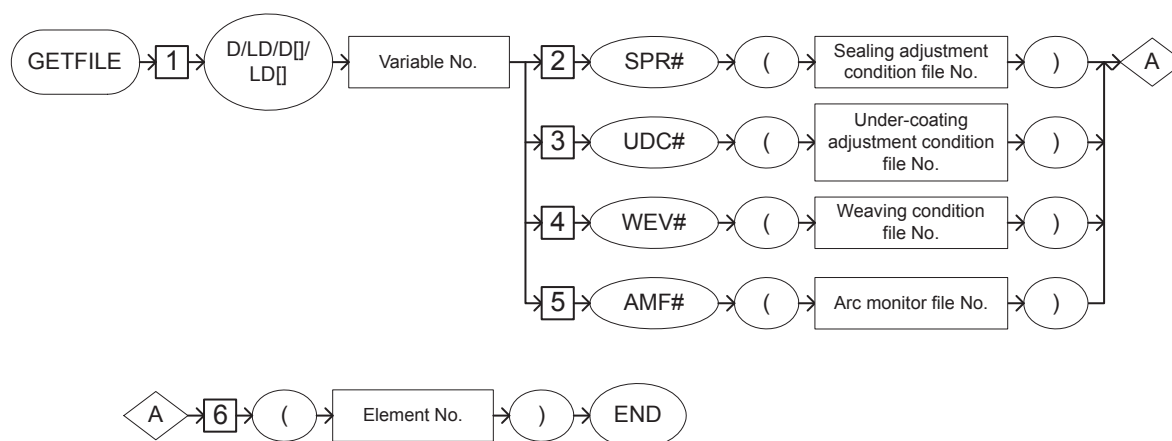 GETFILE
1
D/LD/D[]/
LD[]
Variable No.
2
SPR#
(
Sealing adjustment
condition file No.
)
A
3
UDC#
(
Under-coating
adjustment condition
file No.
)
4
WEV#
(
Weaving condition
file No.
)
5
AMF#
(
Arc monitor file No.
)
A
6
(
Element No.
)
END